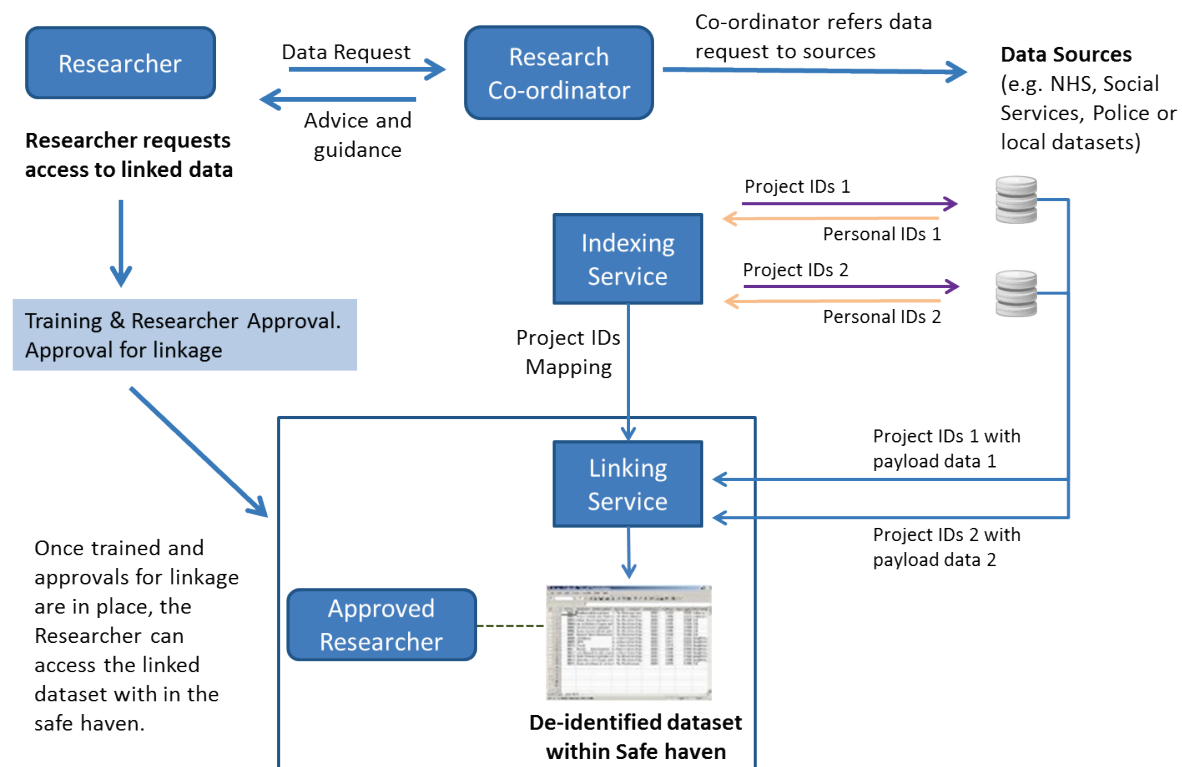 Researcher
Data Request
Advice and
guidance
Research
Co-ordinator
Co-ordinator refers data
request to sources
Data Sources
(e.g. NHS, Social
Services, Police or
local datasets)
Researcher requests
access to linked data
Project IDs 1
Personal IDs 1
Indexing
Service
Project IDs 2
Personal IDs 2
Training & Researcher Approval.
Approval for linkage
Project IDs
Mapping
Project IDs 1 with
payload data 1
Linking
Service
Project IDs 2 with
payload data 2
Once trained and
approvals for linkage
are in place, the
Researcher can
access the linked
dataset with in the
safe haven.
Approved
Researcher
De-identified dataset
within Safe haven